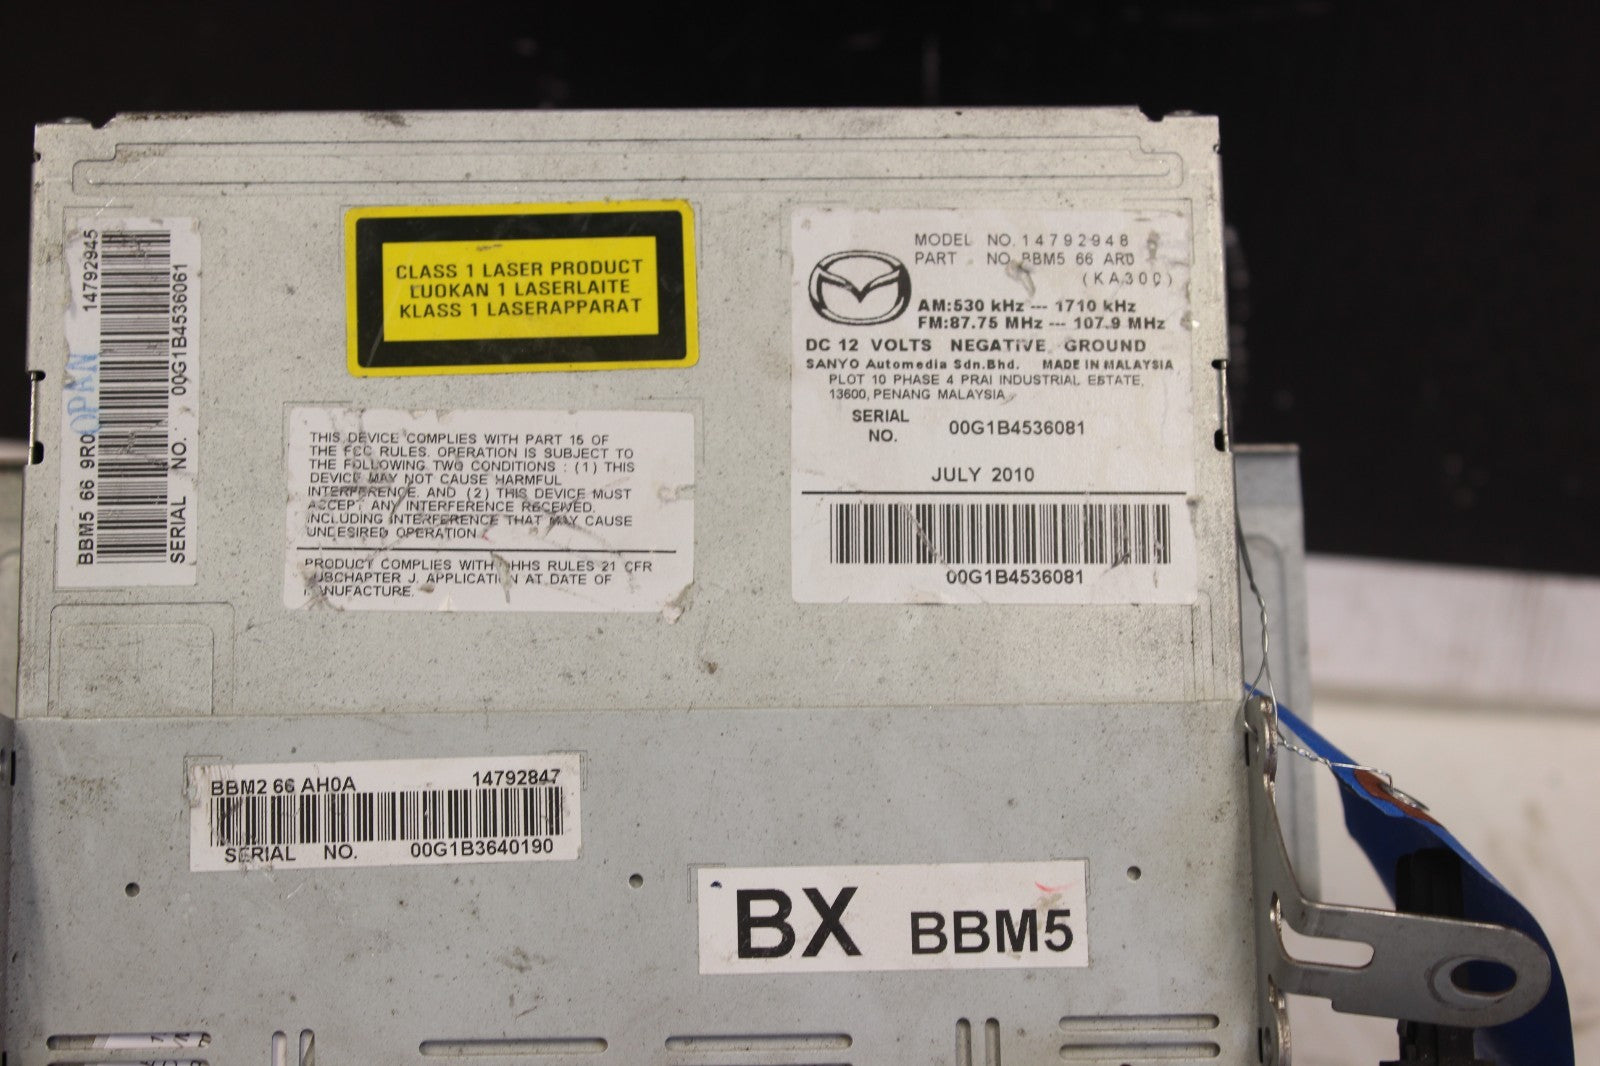 BBM5 66 9R0 14792945
SERIAL NO. 00G1B4536061
OPKN
CLASS 1 LASER PRODUCT
LUOKAN 1 LASERLAITE
KLASS 1 LASERAPPARAT
MODEL NO. 14792948
PART NO. BBM5 66 AR0
(KA300)
AM:530 kHz --- 1710 kHz
FM:87.75 MHz --- 107.9 MHz
DC 12 VOLTS NEGATIVE GROUND
SANYO Automedia Sdn.Bhd. MADE IN MALAYSIA
PLOT 10 PHASE 4 PRAI INDUSTRIAL ESTATE,
13600, PENANG MALAYSIA
SERIAL NO. 00G1B4536081
JULY 2010
00G1B4536081
THIS DEVICE COMPLIES WITH PART 15 OF
THE FCC RULES. OPERATION IS SUBJECT TO
THE FOLLOWING TWO CONDITIONS : (1) THIS
DEVICE MAY NOT CAUSE HARMFUL
INTERFERENCE. AND (2) THIS DEVICE MUST
ACCEPT ANY INTERFERENCE RECEIVED.
INCLUDING INTERFERENCE THAT MAY CAUSE
UNDESIRED OPERATION
PRODUCT COMPLIES WITH DHHS RULES 21 CFR
SUBCHAPTER J. APPLICATION AT DATE OF
MANUFACTURE.
BBM2 66 AH0A 14792847
SERIAL NO. 00G1B3640190
BX BBM5